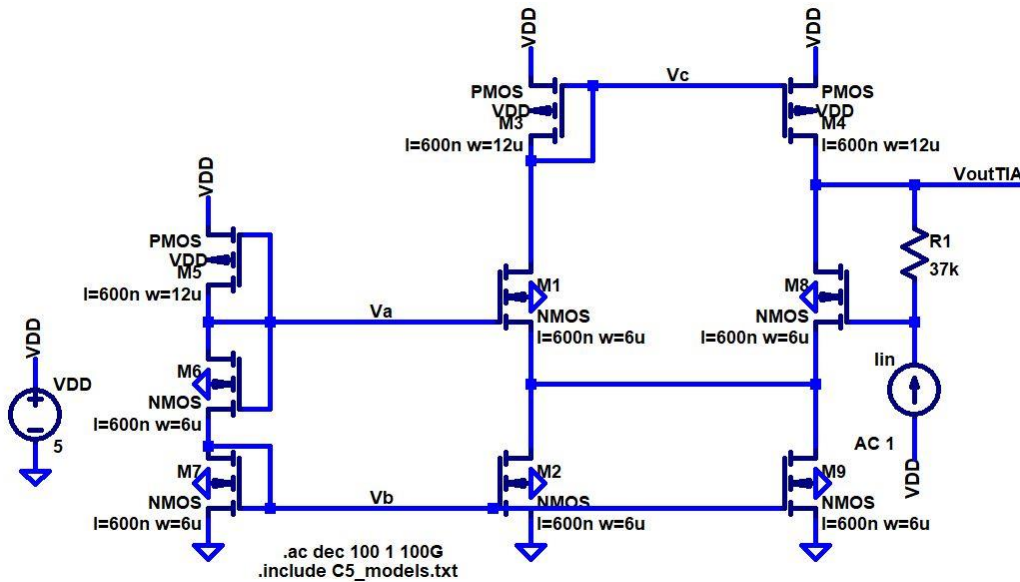 VDD
VDD
PMOS
VDD
M3
l=600n w=12u
Vc
PMOS
VDD
M4
l=600n w=12u
VoutTIA
VDD
PMOS
VDD
M5
l=600n w=12u
R1
37k
Va
M1
NMOS
l=600n w=6u
M8
NMOS
l=600n w=6u
VDD
VDD
5
M6
NMOS
l=600n w=6u
Iin
AC 1
VDD
M7
NMOS
l=600n w=6u
Vb
M2
NMOS
l=600n w=6u
M9
NMOS
l=600n w=6u
.ac dec 100 1 100G
.include C5_models.txt